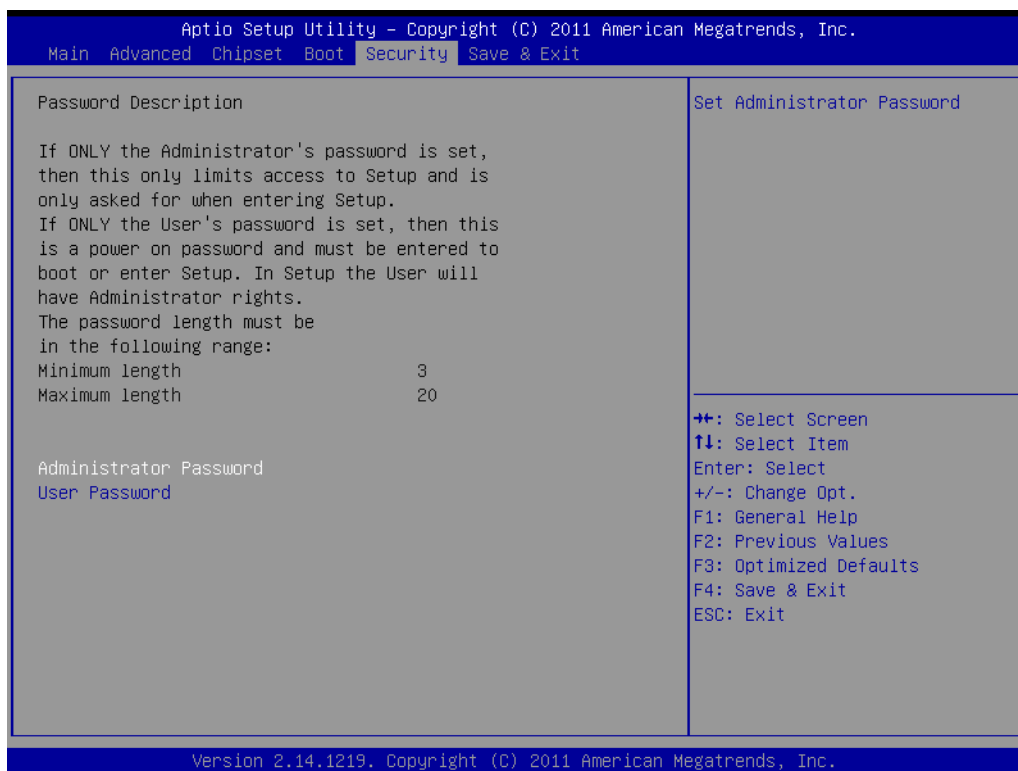 Aptio Setup Utility – Copyright (C) 2011 American Megatrends, Inc.
Main Advanced Chipset Boot Security Save & Exit
Password Description
If ONLY the Administrator's password is set,
then this only limits access to Setup and is
only asked for when entering Setup.
If ONLY the User's password is set, then this
is a power on password and must be entered to
boot or enter Setup. In Setup the User will
have Administrator rights.
The password length must be
in the following range:
Minimum length 3
Maximum length 20
Administrator Password
User Password
Set Administrator Password
→←: Select Screen
↑↓: Select Item
Enter: Select
+/-: Change Opt.
F1: General Help
F2: Previous Values
F3: Optimized Defaults
F4: Save & Exit
ESC: Exit
Version 2.14.1219. Copyright (C) 2011 American Megatrends, Inc.